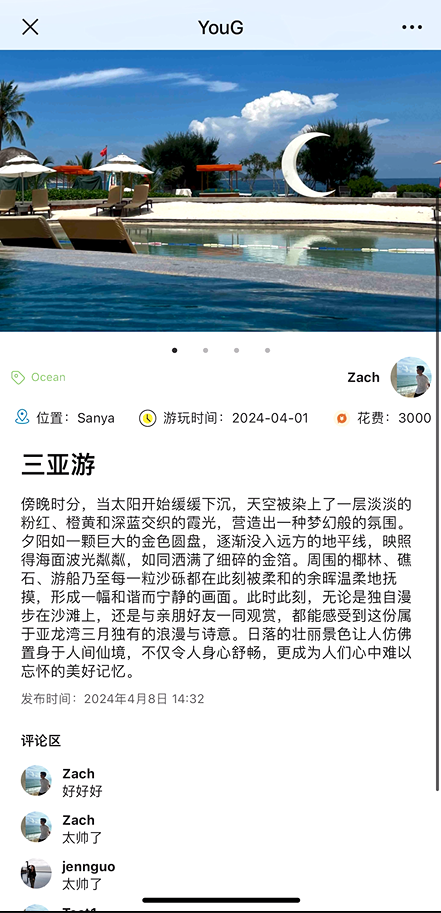 YouG
Ocean
Zach
位置：Sanya 游玩时间：2024-04-01 花费：3000
三亚游
傍晚时分，当太阳开始缓缓下沉，天空被染上了一层淡淡的
粉红、橙黄和深蓝交织的霞光，营造出一种梦幻般的氛围。
夕阳如一颗巨大的金色圆盘，逐渐没入远方的地平线，映照
得海面波光粼粼，如同洒满了细碎的金箔。周围的椰林、礁
石、游船乃至每一粒沙砾都在此刻被柔和的余晖温柔地抚
摸，形成一幅和谐而宁静的画面。此时此刻，无论是独自漫
步在沙滩上，还是与亲朋好友一同观赏，都能感受到这份属
于亚龙湾三月独有的浪漫与诗意。日落的壮丽景色让人仿佛
置身于人间仙境，不仅令人身心舒畅，更成为人们心中难以
忘怀的美好记忆。
发布时间：2024年4月8日 14:32
评论区
Zach
好好好
Zach
太帅了
jennguo
太帅了